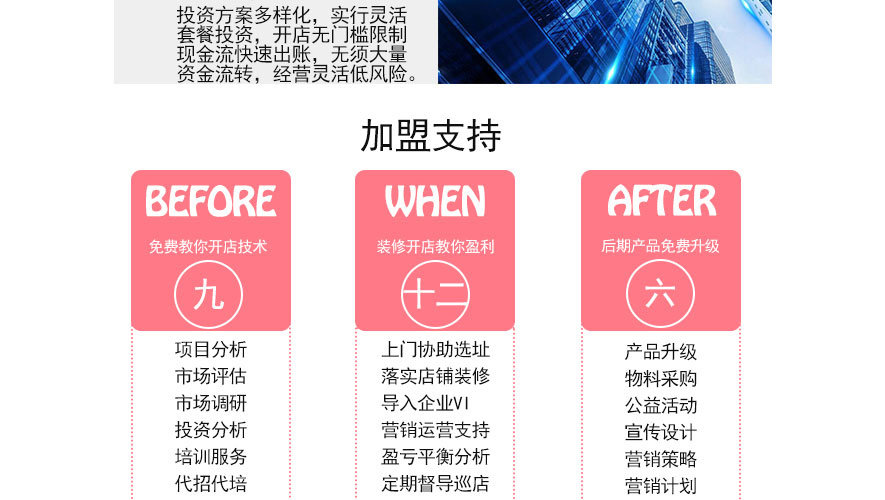 投资方案多样化，实行灵活
套餐投资，开店无门槛限制
现金流快速出账，无须大量
资金流转，经营灵活低风险。
加盟支持
BEFORE
免费教你开店技术
九
项目分析
市场评估
市场调研
投资分析
培训服务
代招代培
WHEN
装修开店教你盈利
十二
上门协助选址
落实店铺装修
导入企业VI
营销运营支持
盈亏平衡分析
定期督导巡店
AFTER
后期产品免费升级
六
产品升级
物料采购
公益活动
宣传设计
营销策略
营销计划